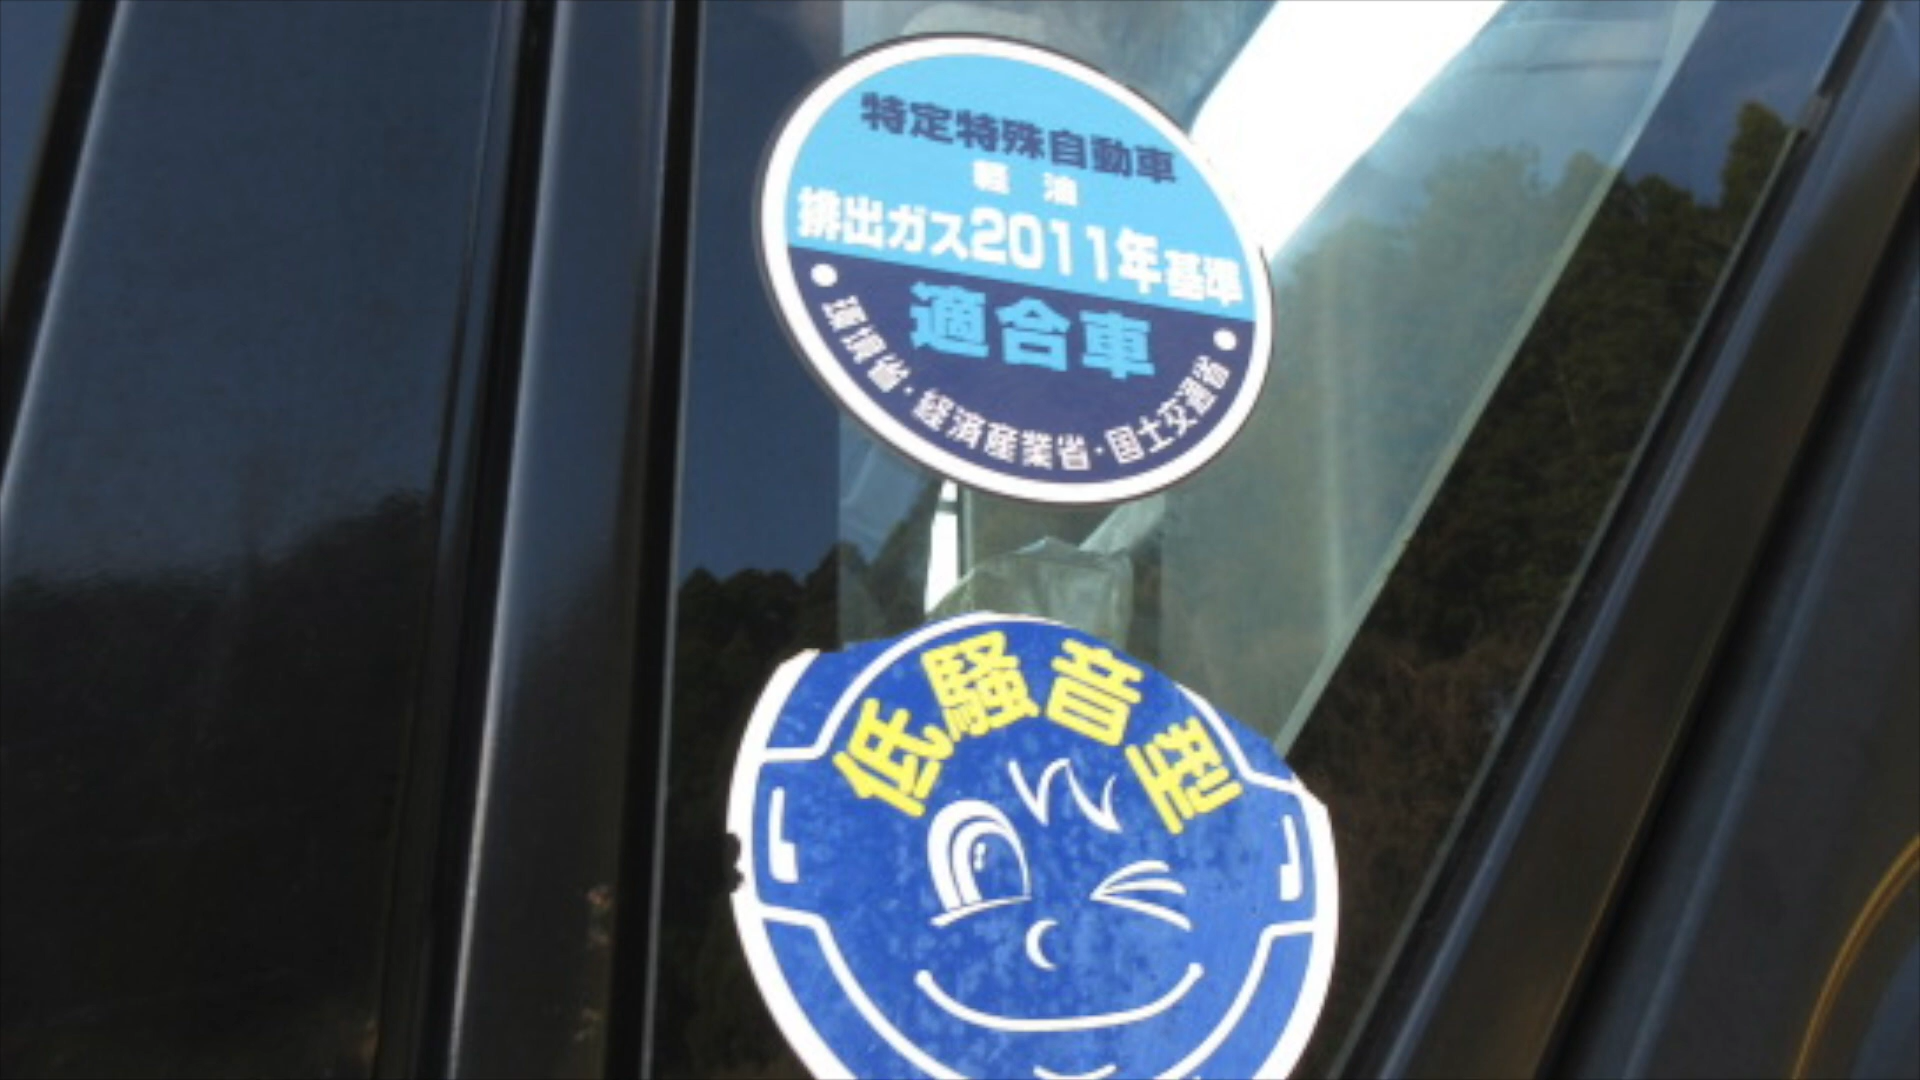 特定特殊自動車
軽油
排出ガス2011年基準
適合車
環境省・経済産業省・国土交通省
低騒音型